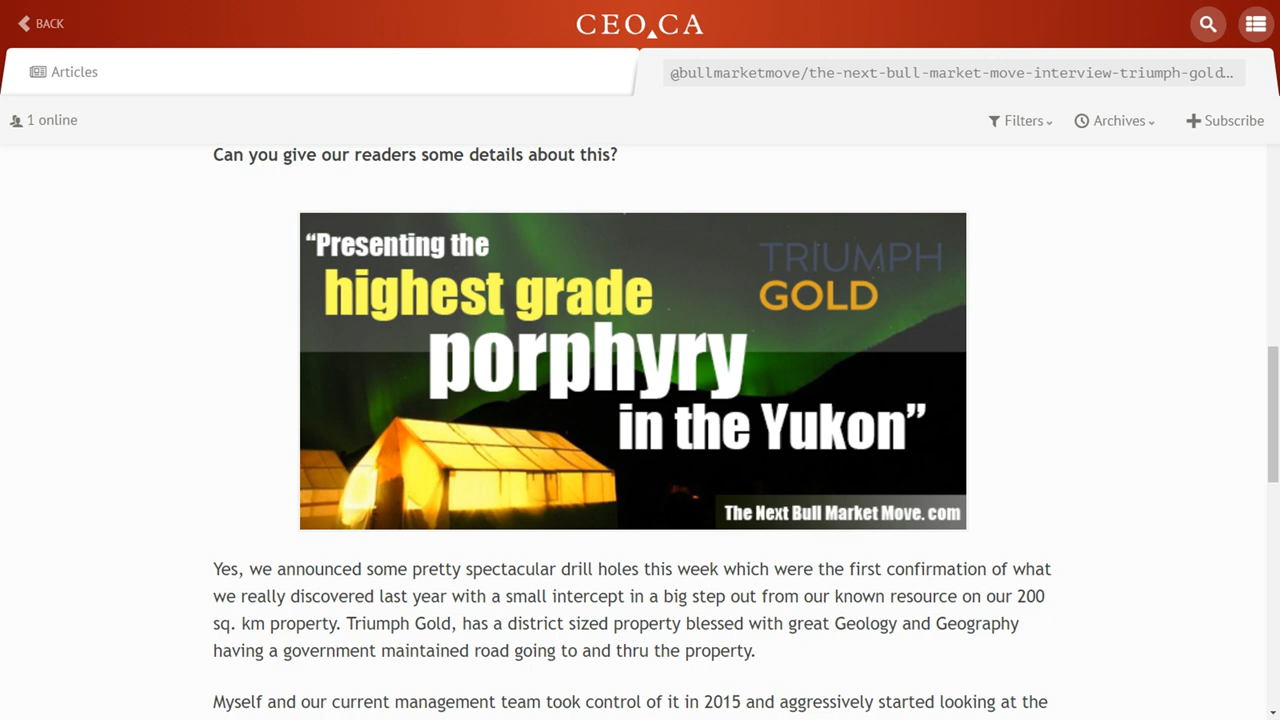 BACK
CEO.CA
Articles
@bullmarketmove/the-next-bull-market-move-interview-triumph-gold…
1 online
Filters
Archives
Subscribe
Can you give our readers some details about this?
“Presenting the
highest grade
porphyry
in the Yukon”
TRIUMPH
GOLD
The Next Bull Market Move. com
Yes, we announced some pretty spectacular drill holes this week which were the first confirmation of what
we really discovered last year with a small intercept in a big step out from our known resource on our 200
sq. km property. Triumph Gold, has a district sized property blessed with great Geology and Geography
having a government maintained road going to and thru the property.
Myself and our current management team took control of it in 2015 and aggressively started looking at the